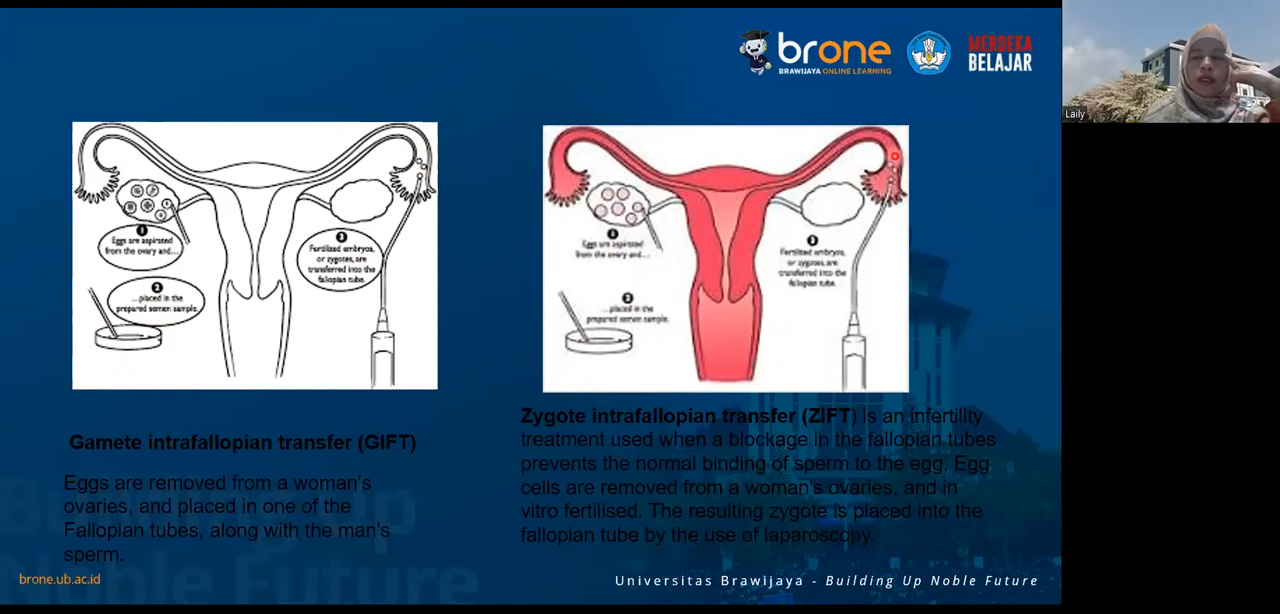 brone
BRAWIJAYA ONLINE LEARNING
MERDEKA
BELAJAR
Laily
1
Eggs are aspirated
from the ovary and...
2
...placed in the
prepared semen sample.
3
Fertilized embryos,
or zygotes, are
transferred into the
fallopian tube.
Eggs are aspirated
from the ovary and...
...placed in the
prepared semen sample.
Fertilized embryos,
or zygotes, are
transferred into the
fallopian tube.
Gamete intrafallopian transfer (GIFT)
Eggs are removed from a woman's
ovaries, and placed in one of the
Fallopian tubes, along with the man's
sperm.
Zygote intrafallopian transfer (ZIFT) is an infertility
treatment used when a blockage in the fallopian tubes
prevents the normal binding of sperm to the egg. Egg
cells are removed from a woman's ovaries, and in
vitro fertilised. The resulting zygote is placed into the
fallopian tube by the use of laparoscopy.
Building Up
Noble Future
brone.ub.ac.id
Universitas Brawijaya - Building Up Noble Future